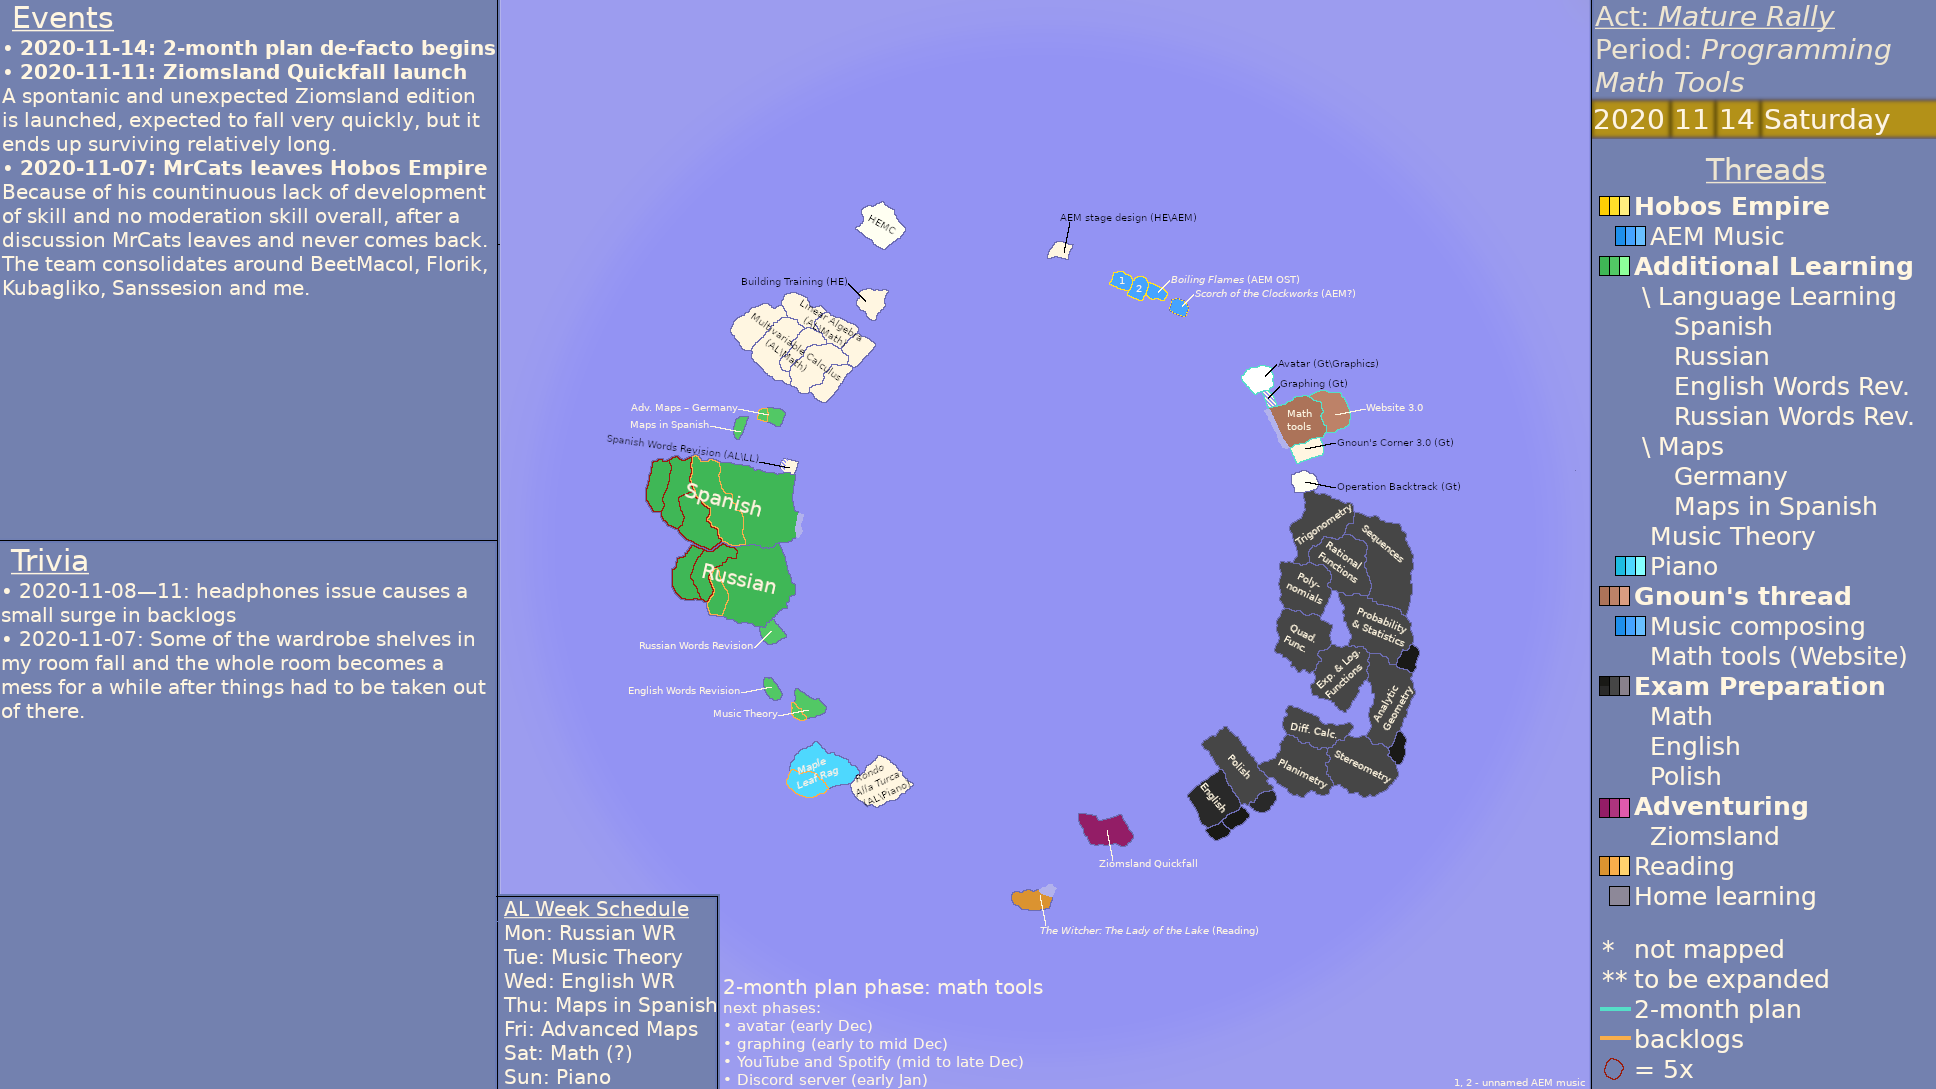 Events
• 2020-11-14: 2-month plan de-facto begins
• 2020-11-11: Ziomsland Quickfall launch
A spontanic and unexpected Ziomsland edition
is launched, expected to fall very quickly, but it
ends up surviving relatively long.
• 2020-11-07: MrCats leaves Hobos Empire
Because of his countinuous lack of development
of skill and no moderation skill overall, after a
discussion MrCats leaves and never comes back.
The team consolidates around BeetMacol, Florik,
Kubagliko, Sanssesion and me.
Trivia
• 2020-11-08—11: headphones issue causes a
small surge in backlogs
• 2020-11-07: Some of the wardrobe shelves in
my room fall and the whole room becomes a
mess for a while after things had to be taken out
of there.
HEMC
AEM stage design (HE\AEM)
Building Training (HE)
1
2
Boiling Flames (AEM OST)
Scorch of the Clockworks (AEM?)
Linear Algebra
(AL\Math)
Multivariable Calculus
(AL\Math)
Avatar (Gt\Graphics)
Graphing (Gt)
Adv. Maps – Germany
Maps in Spanish
Math
tools
Website 3.0
Spanish Words Revision (AL\LL)
Gnoun's Corner 3.0 (Gt)
Operation Backtrack (Gt)
Spanish
Russian
Russian Words Revision
English Words Revision
Music Theory
Maple
Leaf Rag
Rondo
Alla Turca
(AL\Piano)
Trigonometry
Sequences
Rational
Functions
Poly-
nomials
Probability
& Statistics
Quad.
Func.
Exp. & Log.
Functions
Analytic
Geometry
Diff. Calc.
Planimetry
Stereometry
Polish
English
Ziomsland Quickfall
The Witcher: The Lady of the Lake (Reading)
AL Week Schedule
Mon: Russian WR
Tue: Music Theory
Wed: English WR
Thu: Maps in Spanish
Fri: Advanced Maps
Sat: Math (?)
Sun: Piano
2-month plan phase: math tools
next phases:
• avatar (early Dec)
• graphing (early to mid Dec)
• YouTube and Spotify (mid to late Dec)
• Discord server (early Jan)
1, 2 - unnamed AEM music
Act: Mature Rally
Period: Programming
Math Tools
2020 11 14 Saturday
Threads
Hobos Empire
AEM Music
Additional Learning
\ Language Learning
Spanish
Russian
English Words Rev.
Russian Words Rev.
\ Maps
Germany
Maps in Spanish
Music Theory
Piano
Gnoun's thread
Music composing
Math tools (Website)
Exam Preparation
Math
English
Polish
Adventuring
Ziomsland
Reading
Home learning
* not mapped
** to be expanded
2-month plan
backlogs
= 5x